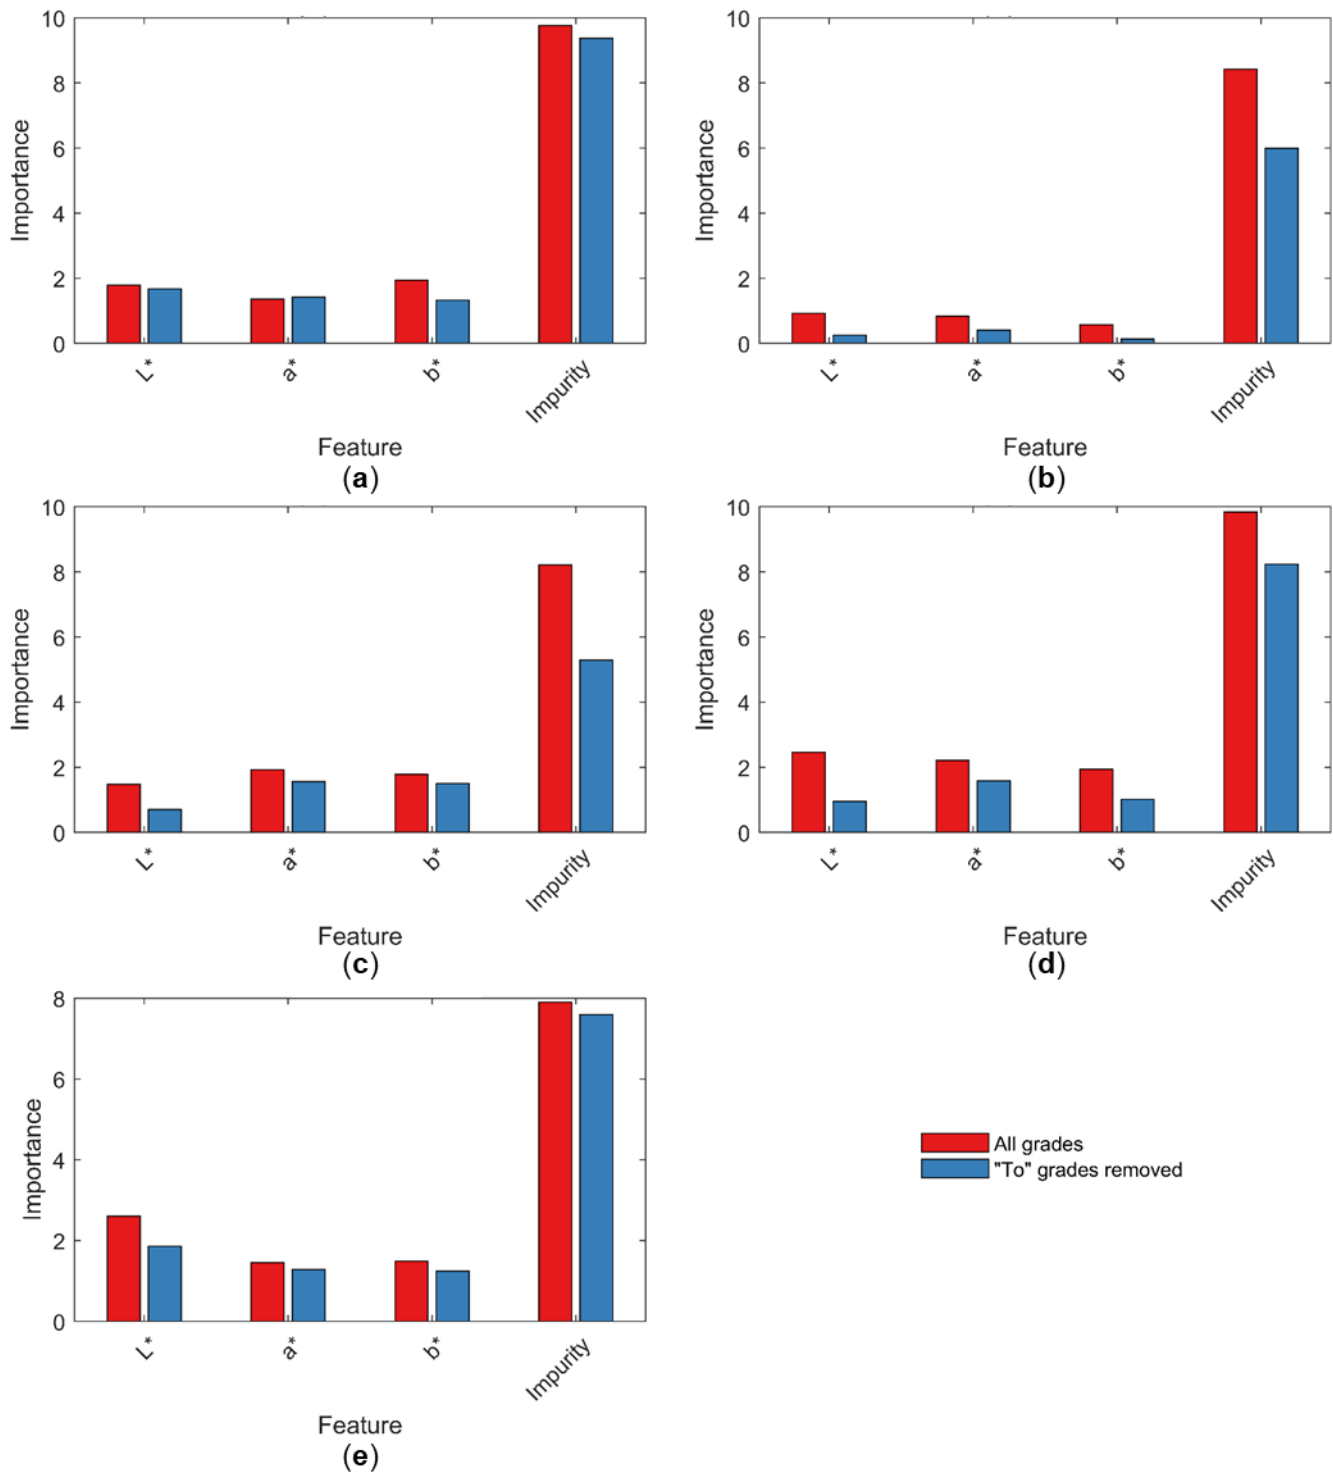 10
8
6
4
2
0
Importance
L*
a*
b*
Impurity
Feature
(a)
10
8
6
4
2
0
Importance
L*
a*
b*
Impurity
Feature
(b)
10
8
6
4
2
0
Importance
L*
a*
b*
Impurity
Feature
(c)
10
8
6
4
2
0
Importance
L*
a*
b*
Impurity
Feature
(d)
8
6
4
2
0
Importance
L*
a*
b*
Impurity
Feature
(e)
All grades
"To" grades removed